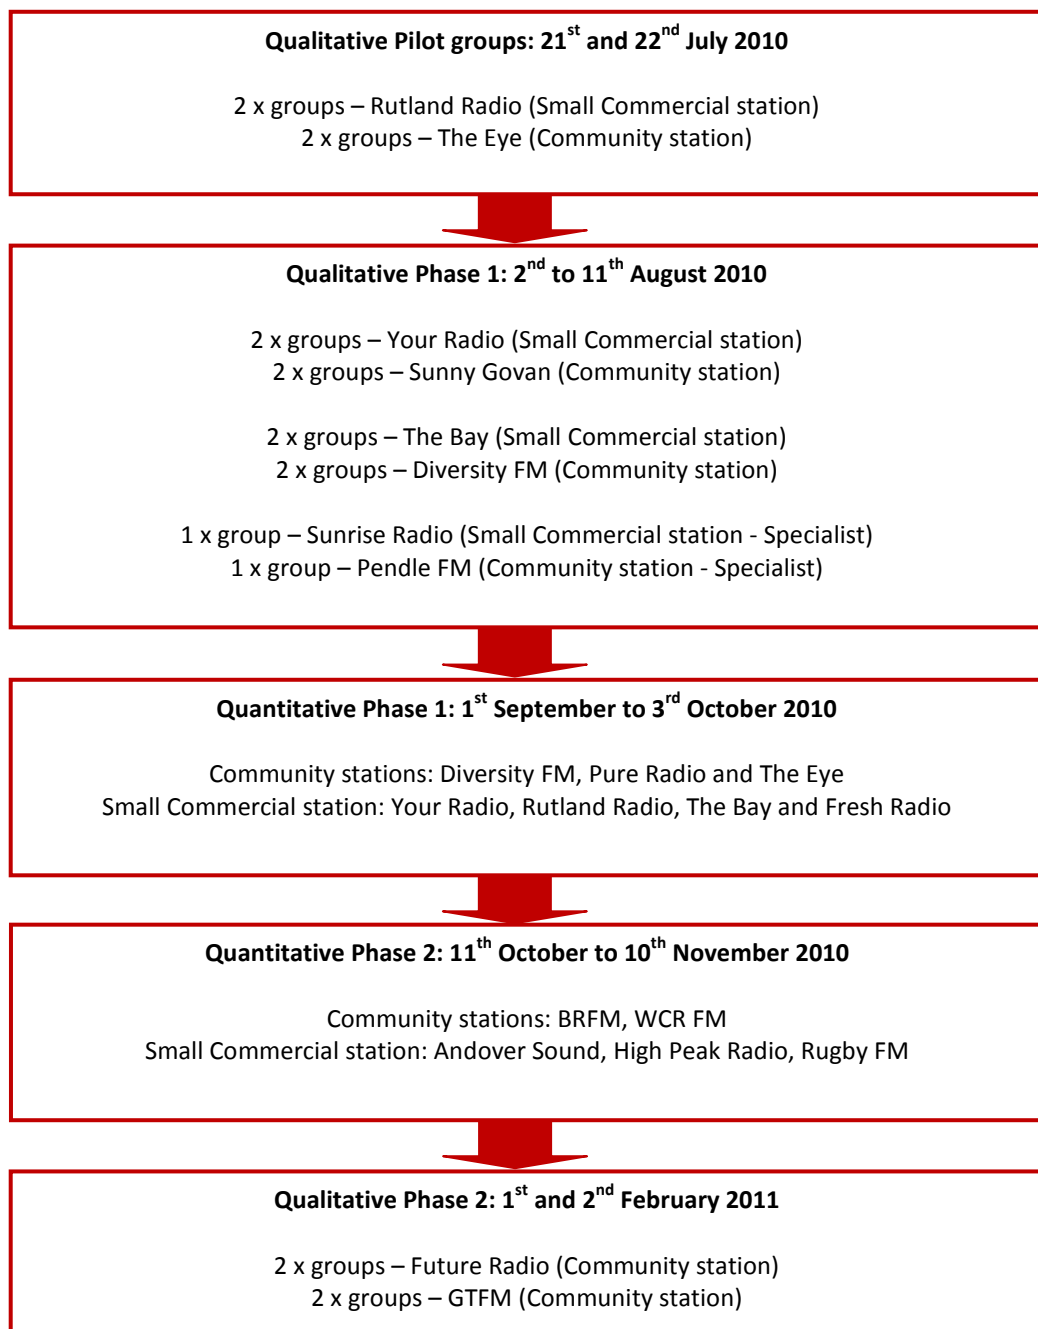 Qualitative Pilot groups: 21st and 22nd July 2010
2 x groups – Rutland Radio (Small Commercial station)
2 x groups – The Eye (Community station)
Qualitative Phase 1: 2nd to 11th August 2010
2 x groups – Your Radio (Small Commercial station)
2 x groups – Sunny Govan (Community station)
2 x groups – The Bay (Small Commercial station)
2 x groups – Diversity FM (Community station)
1 x group – Sunrise Radio (Small Commercial station - Specialist)
1 x group – Pendle FM (Community station - Specialist)
Quantitative Phase 1: 1st September to 3rd October 2010
Community stations: Diversity FM, Pure Radio and The Eye
Small Commercial station: Your Radio, Rutland Radio, The Bay and Fresh Radio
Quantitative Phase 2: 11th October to 10th November 2010
Community stations: BRFM, WCR FM
Small Commercial station: Andover Sound, High Peak Radio, Rugby FM
Qualitative Phase 2: 1st and 2nd February 2011
2 x groups – Future Radio (Community station)
2 x groups – GTFM (Community station)